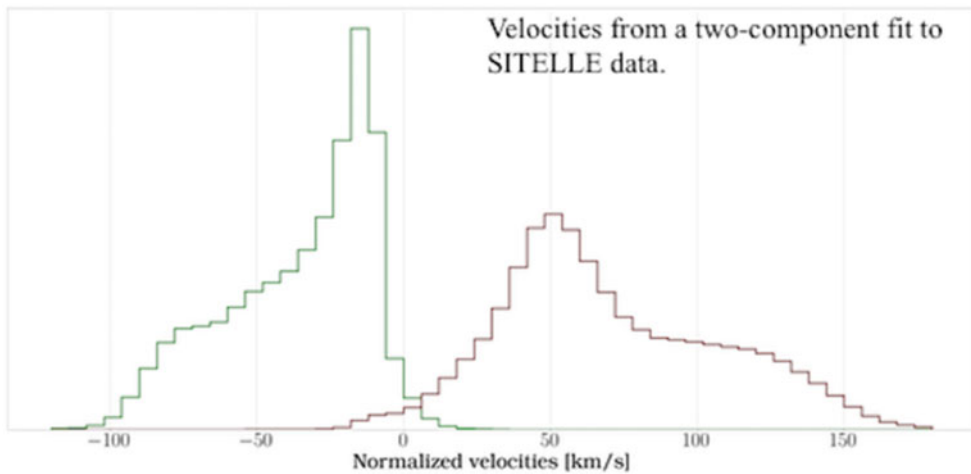 Velocities from a two-component fit to
SITELLE data.
−100 −50 0 50 100 150
Normalized velocities [km/s]